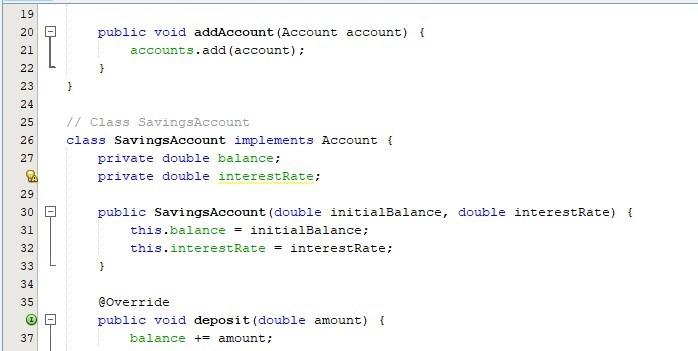 19
20 public void addAccount(Account account) {
21 accounts.add(account);
22 }
23 }
24
25 // Class SavingsAccount
26 class SavingsAccount implements Account {
27 private double balance;
private double interestRate;
29
30 public SavingsAccount(double initialBalance, double interestRate) {
31 this.balance = initialBalance;
32 this.interestRate = interestRate;
33 }
34
35 @Override
public void deposit(double amount) {
37 balance += amount;